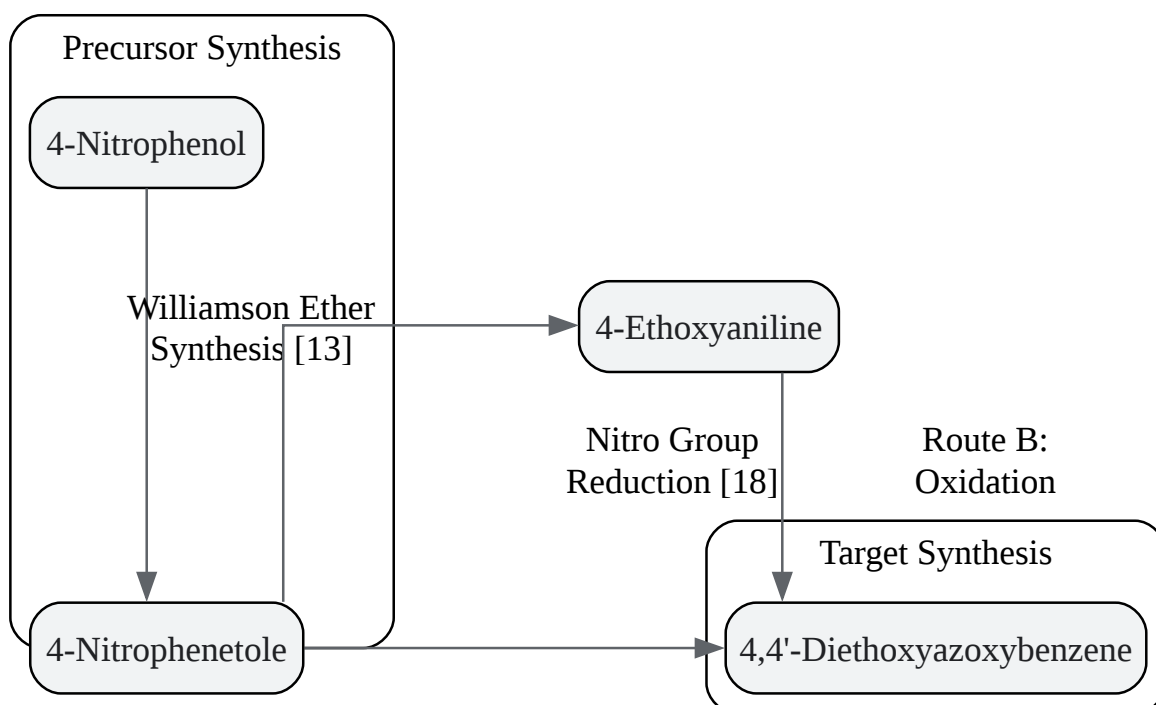 Precursor Synthesis
4-Nitrophenol
Williamson Ether
Synthesis [13]
4-Ethoxyaniline
Nitro Group
Reduction [18]
Route B:
Oxidation
Target Synthesis
4-Nitrophenetole
4,4'-Diethoxyazoxybenzene